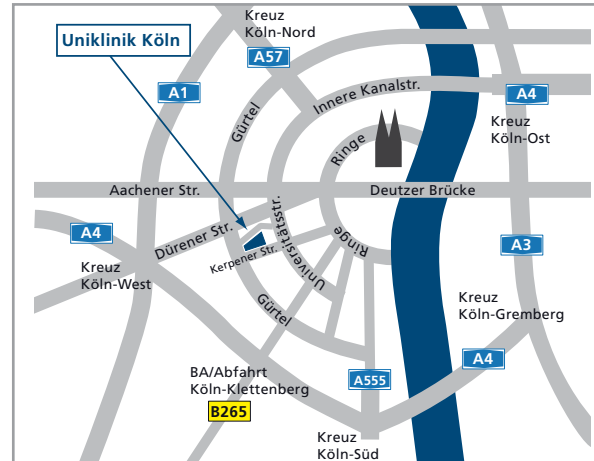 Kreuz
Köln-Nord
Uniklinik Köln
A57
A1
Innere Kanalstr.
A4
Gürtel
Kreuz
Köln-Ost
Ringe
Aachener Str.
Deutzer Brücke
A4
Dürener Str.
Universitätsstr.
Ringe
A3
Kerpener Str.
Kreuz
Köln-West
Gürtel
Kreuz
Köln-Gremberg
A4
BA/Abfahrt
Köln-Klettenberg
A555
B265
Kreuz
Köln-Süd